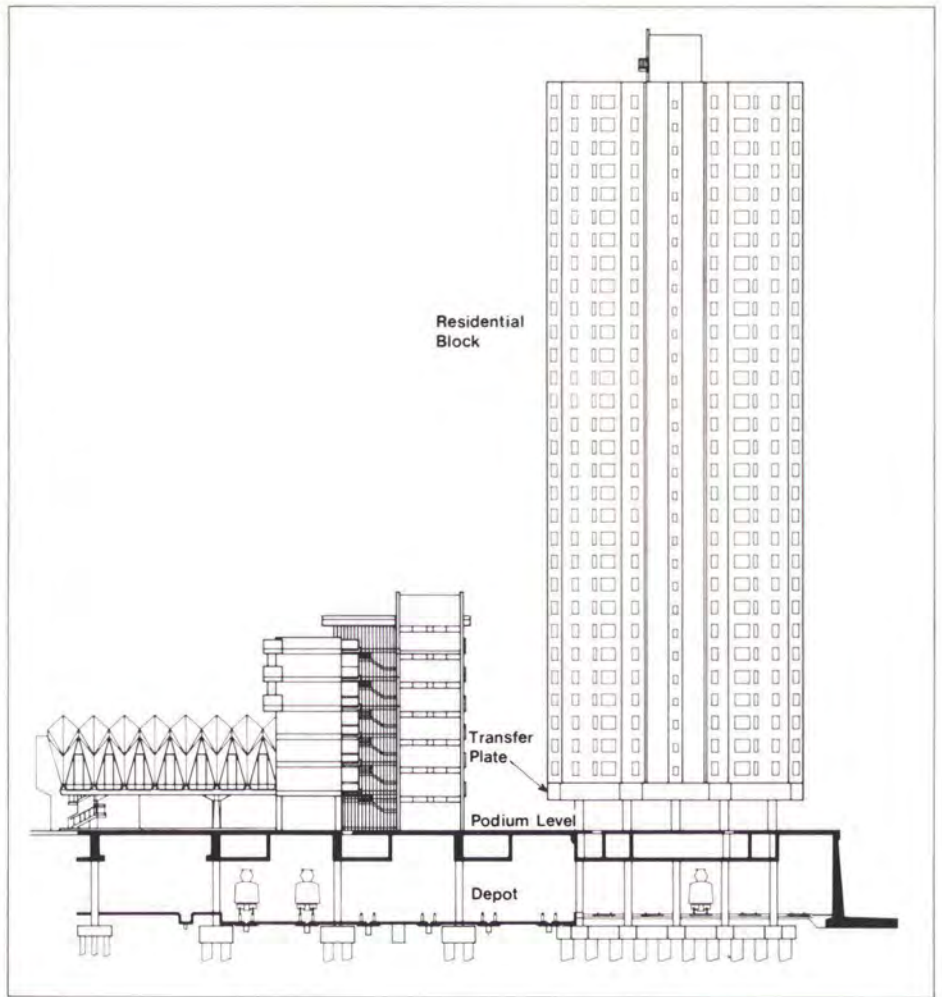 Residential
Block
Transfer
Plate
Podium Level
Depot